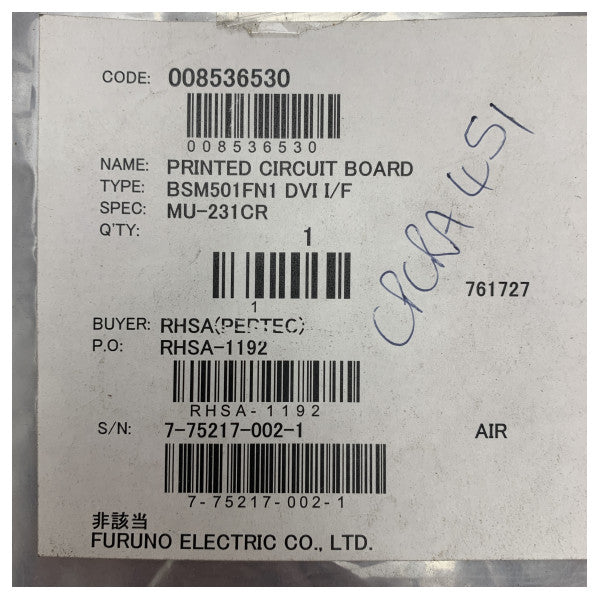 CODE: 008536530
008536530
NAME: PRINTED CIRCUIT BOARD
TYPE: BSM501FN1 DVI I/F
SPEC: MU-231CR
Q'TY: 1
1
761727
BUYER: RHSA(PERTEC)
P.O: RHSA-1192
RHSA-1192
S/N: 7-75217-002-1 AIR
7-75217-002-1
非該当
FURUNO ELECTRIC CO., LTD.
451